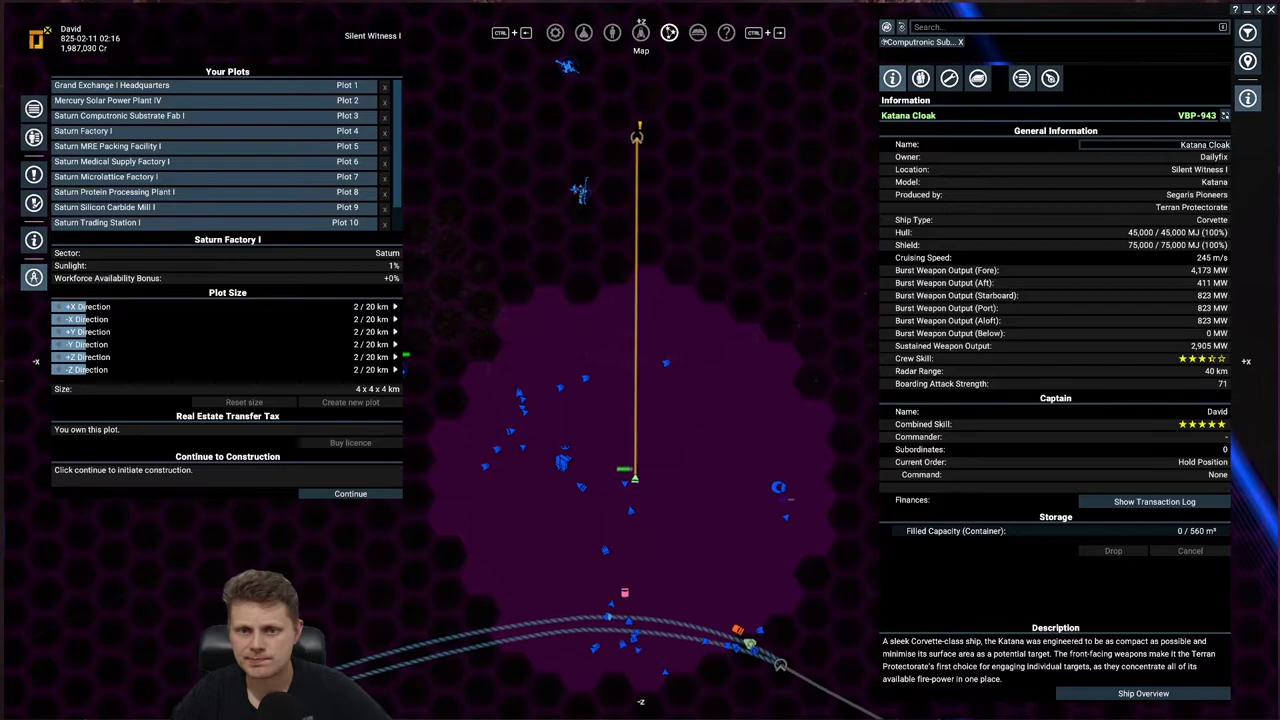 David
825-02-11 02:16
1,987,030 Cr
Silent Witness I
CTRL +
+Z
CTRL +
Map
Search...
Computronic Sub... X
Your Plots
Grand Exchange I Headquarters Plot 1 x
Mercury Solar Power Plant IV Plot 2 x
Saturn Computronic Substrate Fab I Plot 3 x
Saturn Factory I Plot 4 x
Saturn MRE Packing Facility I Plot 5 x
Saturn Medical Supply Factory I Plot 6 x
Saturn Microlattice Factory I Plot 7 x
Saturn Protein Processing Plant I Plot 8 x
Saturn Silicon Carbide Mill I Plot 9 x
Saturn Trading Station I Plot 10 x
Saturn Factory I
Sector: Saturn
Sunlight: 1%
Workforce Availability Bonus: +0%
Plot Size
+X Direction 2 / 20 km
-X Direction 2 / 20 km
+Y Direction 2 / 20 km
-Y Direction 2 / 20 km
+Z Direction 2 / 20 km
-Z Direction 2 / 20 km
Size: 4 x 4 x 4 km
Reset size Create new plot
Real Estate Transfer Tax
You own this plot.
Buy licence
Continue to Construction
Click continue to initiate construction.
Continue
-x
+x
-z
Information
Katana Cloak VBP-943
General Information
Name: Katana Cloak
Owner: Dailyfix
Location: Silent Witness I
Model: Katana
Produced by: Segaris Pioneers
Terran Protectorate
Ship Type: Corvette
Hull: 45,000 / 45,000 MJ (100%)
Shield: 75,000 / 75,000 MJ (100%)
Cruising Speed: 245 m/s
Burst Weapon Output (Fore): 4,173 MW
Burst Weapon Output (Aft): 411 MW
Burst Weapon Output (Starboard): 823 MW
Burst Weapon Output (Port): 823 MW
Burst Weapon Output (Aloft): 823 MW
Burst Weapon Output (Below): 0 MW
Sustained Weapon Output: 2,905 MW
Crew Skill: ★★★☆☆
Radar Range: 40 km
Boarding Attack Strength: 71
Captain
Name: David
Combined Skill: ★★★★★
Commander: -
Subordinates: 0
Current Order: Hold Position
Command: None
Finances: Show Transaction Log
Storage
Filled Capacity (Container): 0 / 560 m³
Drop Cancel
Description
A sleek Corvette-class ship, the Katana was engineered to be as compact as possible and
minimise its surface area as a potential target. The front-facing weapons make it the Terran
Protectorate's first choice for engaging individual targets, as they concentrate all of its
available fire-power in one place.
Ship Overview